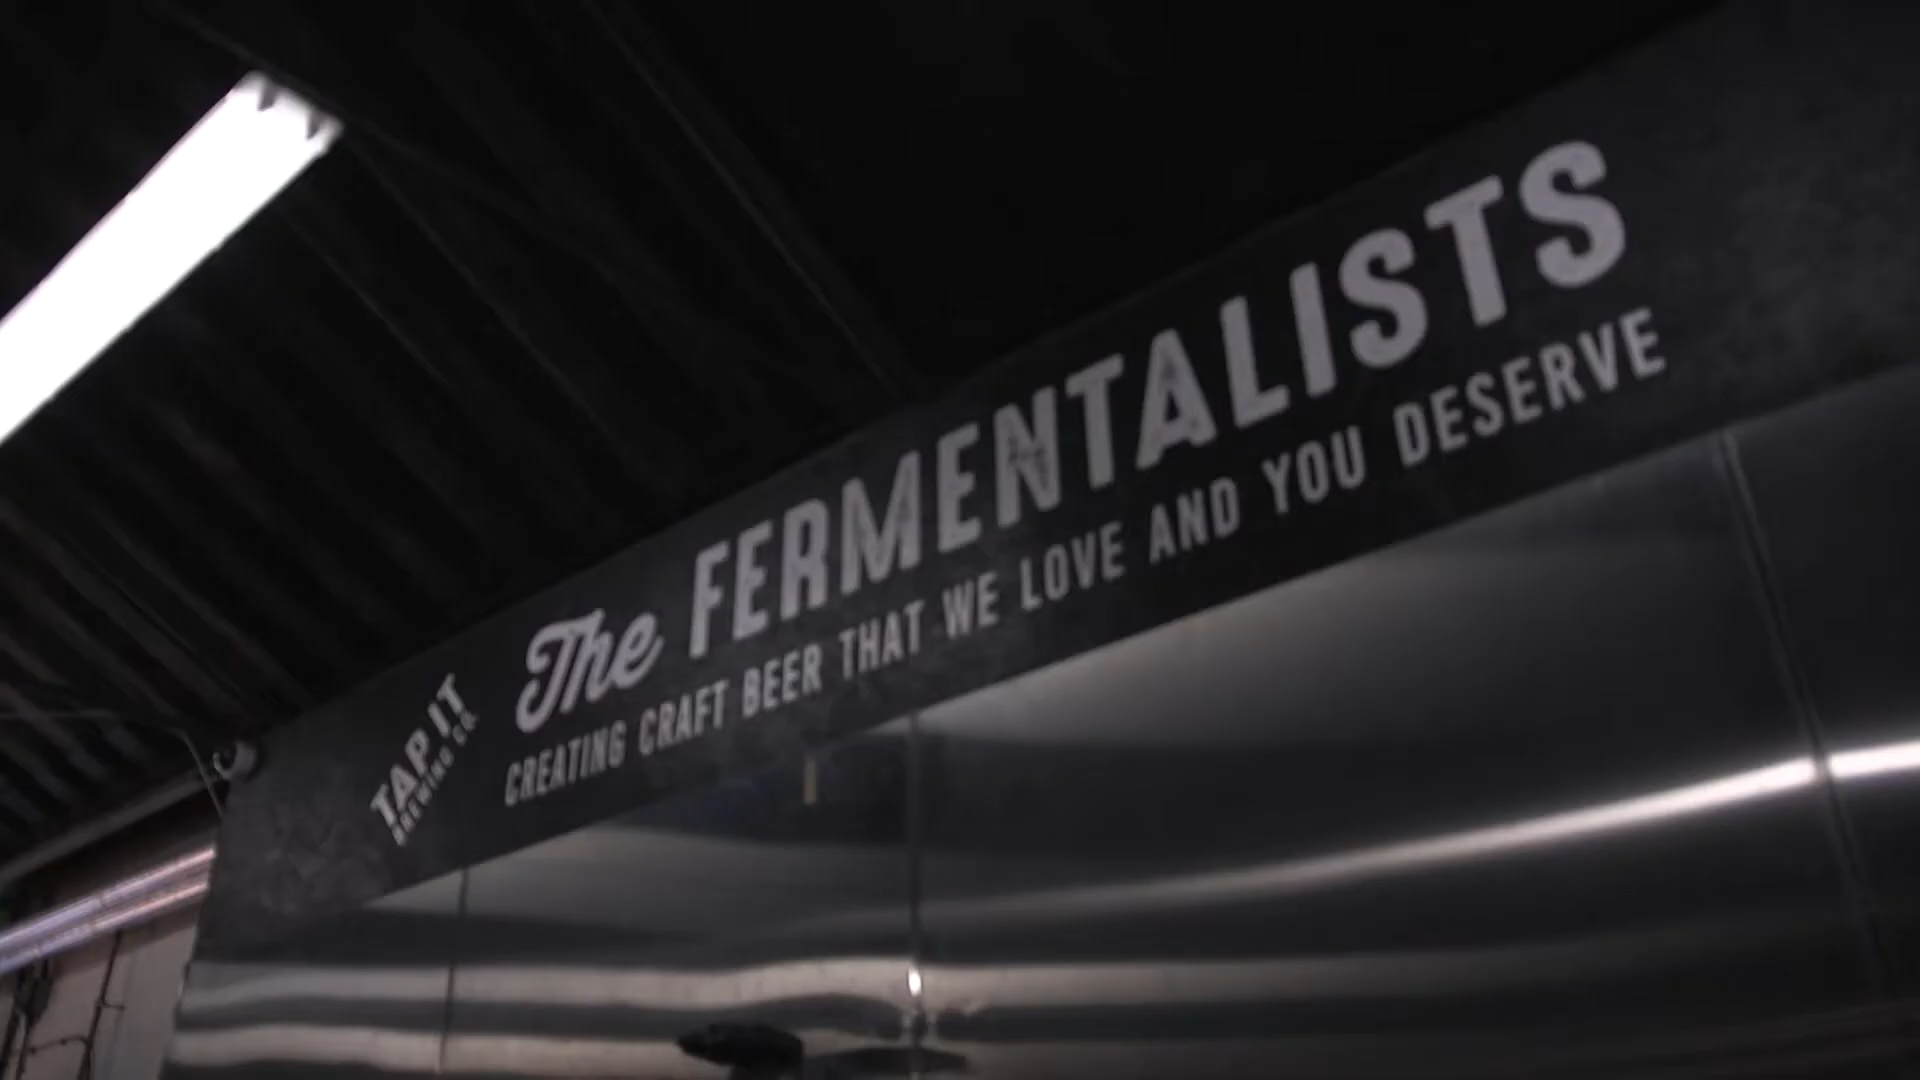 TAP IT
BREWING CO.
The FERMENTALISTS
CREATING CRAFT BEER THAT WE LOVE AND YOU DESERVE